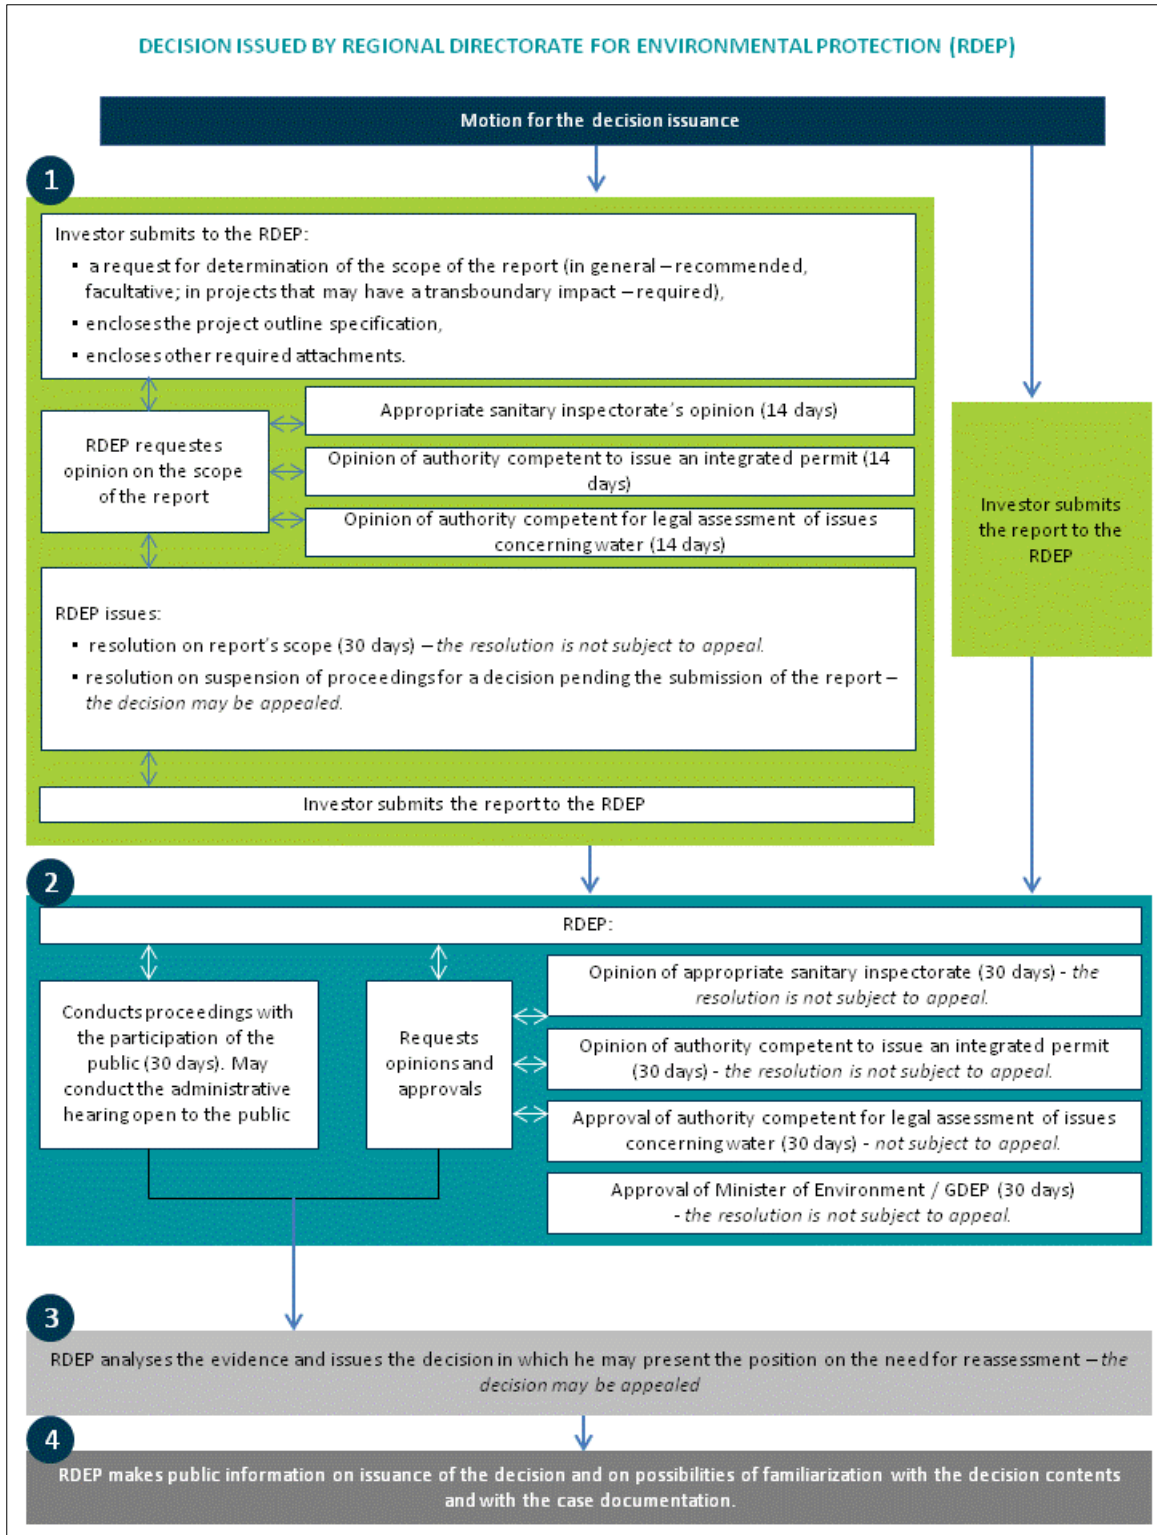 DECISION ISSUED BY REGIONAL DIRECTORATE FOR ENVIRONMENTAL PROTECTION (RDEP)
Motion for the decision issuance
1
Investor submits to the RDEP:
▪ a request for determination of the scope of the report (in general – recommended,
facultative; in projects that may have a transboundary impact – required),
▪ encloses the project outline specification,
▪ encloses other required attachments.
RDEP requestes
opinion on the scope
of the report
Appropriate sanitary inspectorate's opinion (14 days)
Opinion of authority competent to issue an integrated permit (14
days)
Opinion of authority competent for legal assessment of issues
concerning water (14 days)
RDEP issues:
▪ resolution on report's scope (30 days) – the resolution is not subject to appeal.
▪ resolution on suspension of proceedings for a decision pending the submission of the report –
the decision may be appealed.
Investor submits the report to the RDEP
Investor submits
the report to the
RDEP
2
RDEP:
Conducts proceedings with
the participation of the
public (30 days). May
conduct the administrative
hearing open to the public
Requests
opinions and
approvals
Opinion of appropriate sanitary inspectorate (30 days) - the
resolution is not subject to appeal.
Opinion of authority competent to issue an integrated permit
(30 days) - the resolution is not subject to appeal.
Approval of authority competent for legal assessment of issues
concerning water (30 days) - not subject to appeal.
Approval of Minister of Environment / GDEP (30 days)
- the resolution is not subject to appeal.
3
RDEP analyses the evidence and issues the decision in which he may present the position on the need for reassessment – the
decision may be appealed
4
RDEP makes public information on issuance of the decision and on possibilities of familiarization with the decision contents
and with the case documentation.